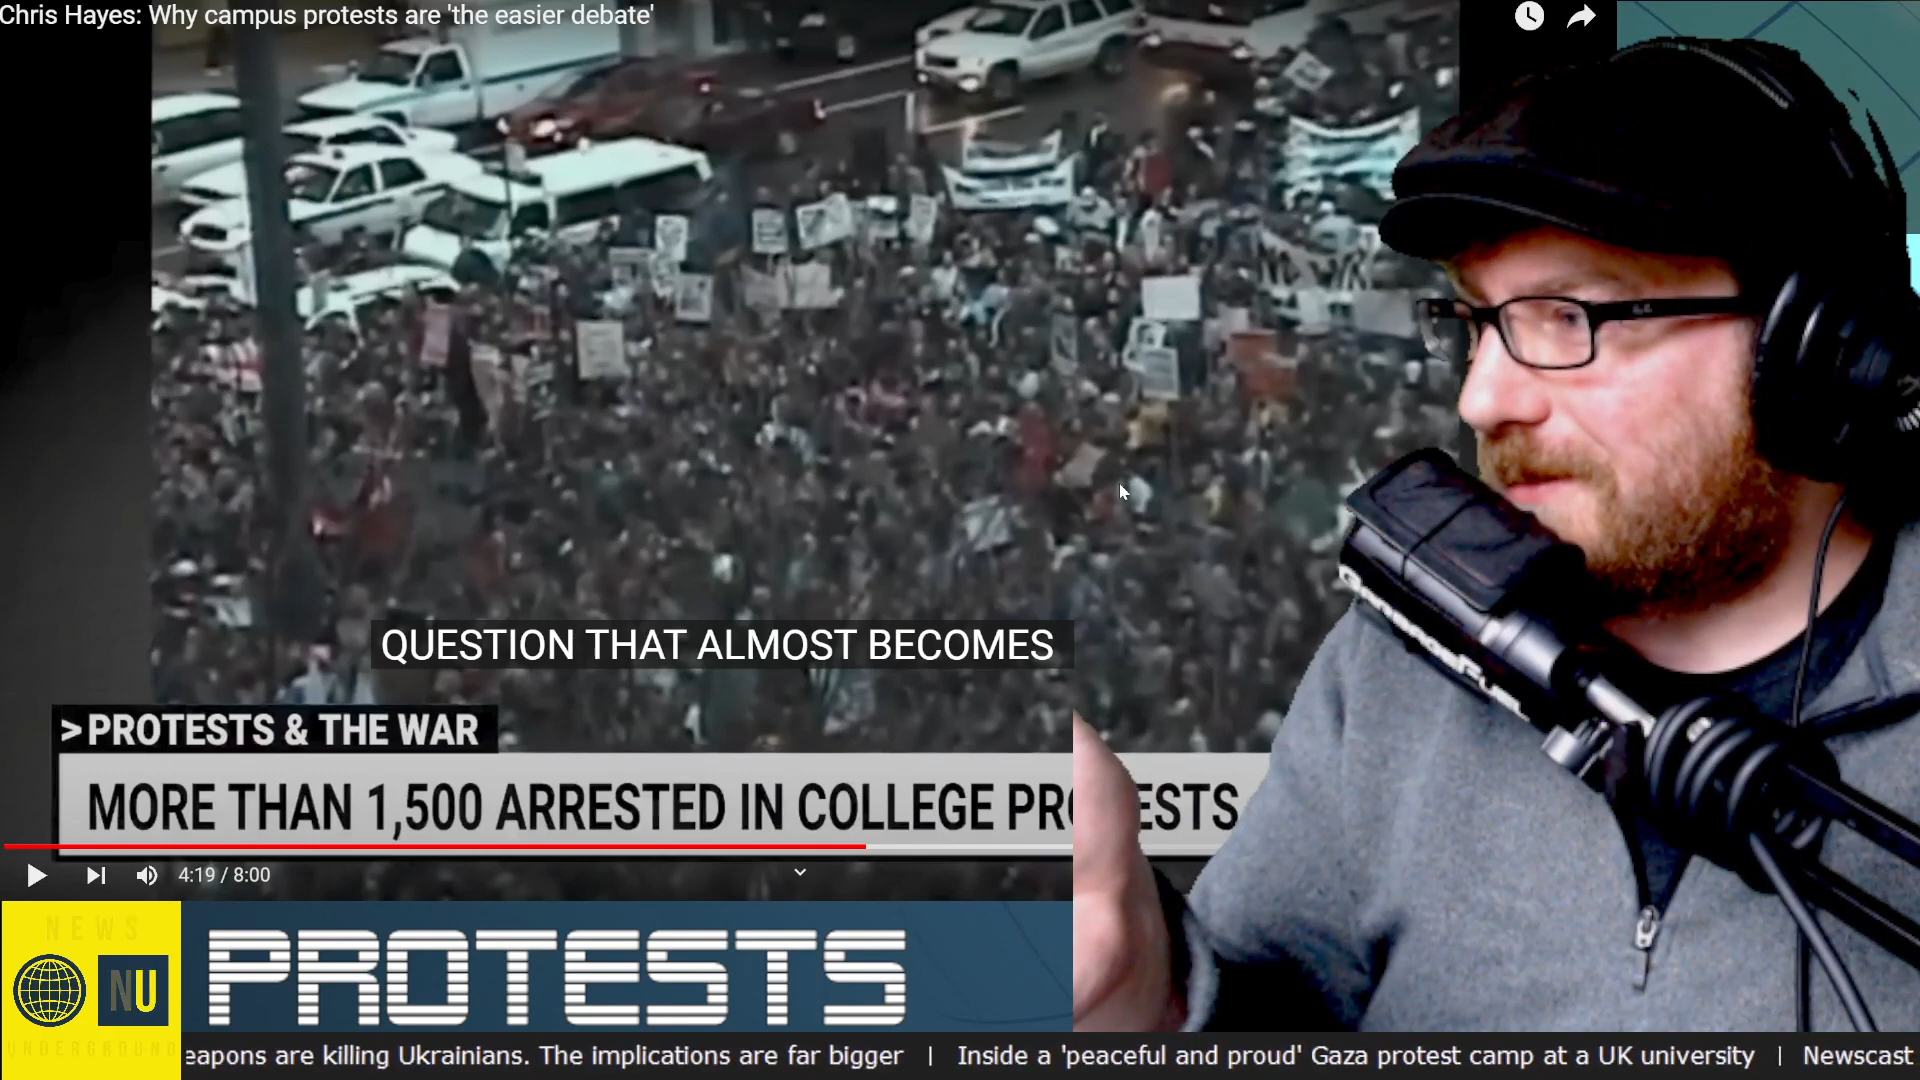 Chris Hayes: Why campus protests are 'the easier debate'
QUESTION THAT ALMOST BECOMES
>PROTESTS & THE WAR
MORE THAN 1,500 ARRESTED IN COLLEGE PR ESTS
4:19 / 8:00
NEWS
NU
UNDERGROUND
PROTESTS
eapons are killing Ukrainians. The implications are far bigger | Inside a 'peaceful and proud' Gaza protest camp at a UK university | Newscast